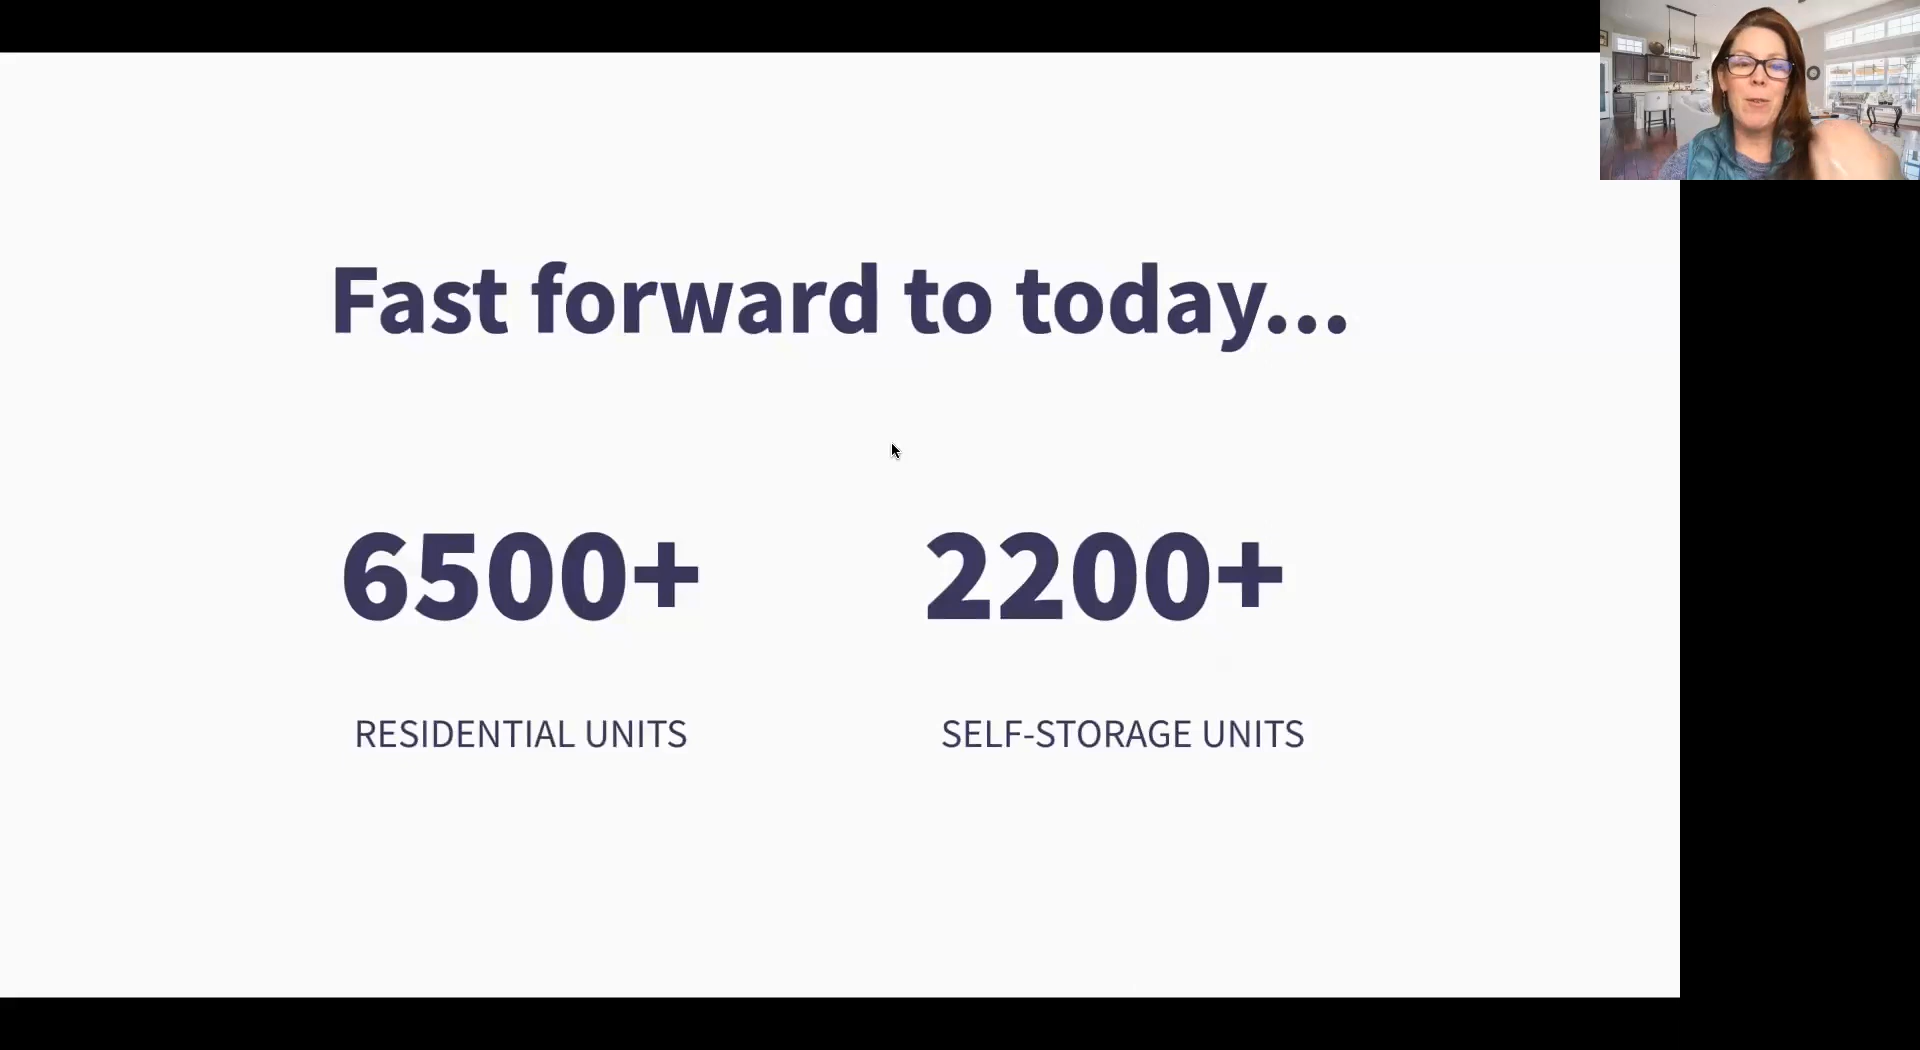 Fast forward to today...
6500+
2200+
RESIDENTIAL UNITS
SELF-STORAGE UNITS